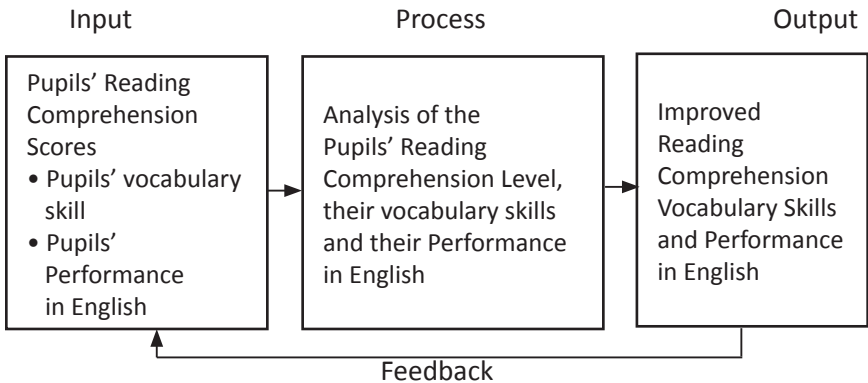 Input
Process
Output
Pupils’ Reading
Comprehension
Scores
• Pupils’ vocabulary
skill
• Pupils’
Performance
in English
Analysis of the
Pupils’ Reading
Comprehension Level,
their vocabulary skills
and their Performance
in English
Improved
Reading
Comprehension
Vocabulary Skills
and Performance
in English
Feedback